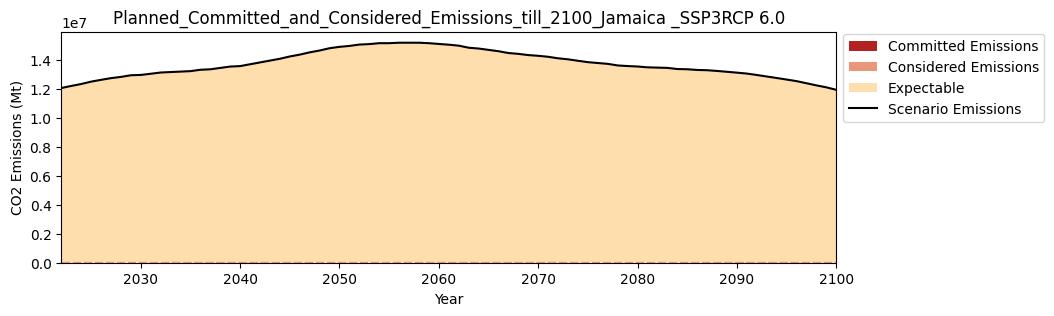 Planned_Committed_and_Considered_Emissions_till_2100_Jamaica _SSP3RCP 6.0
1e7
Committed Emissions
Considered Emissions
Expectable
Scenario Emissions
1.4
1.2
1.0
0.8
0.6
0.4
0.2
0.0
CO2 Emissions (Mt)
2030 2040 2050 2060 2070 2080 2090 2100
Year